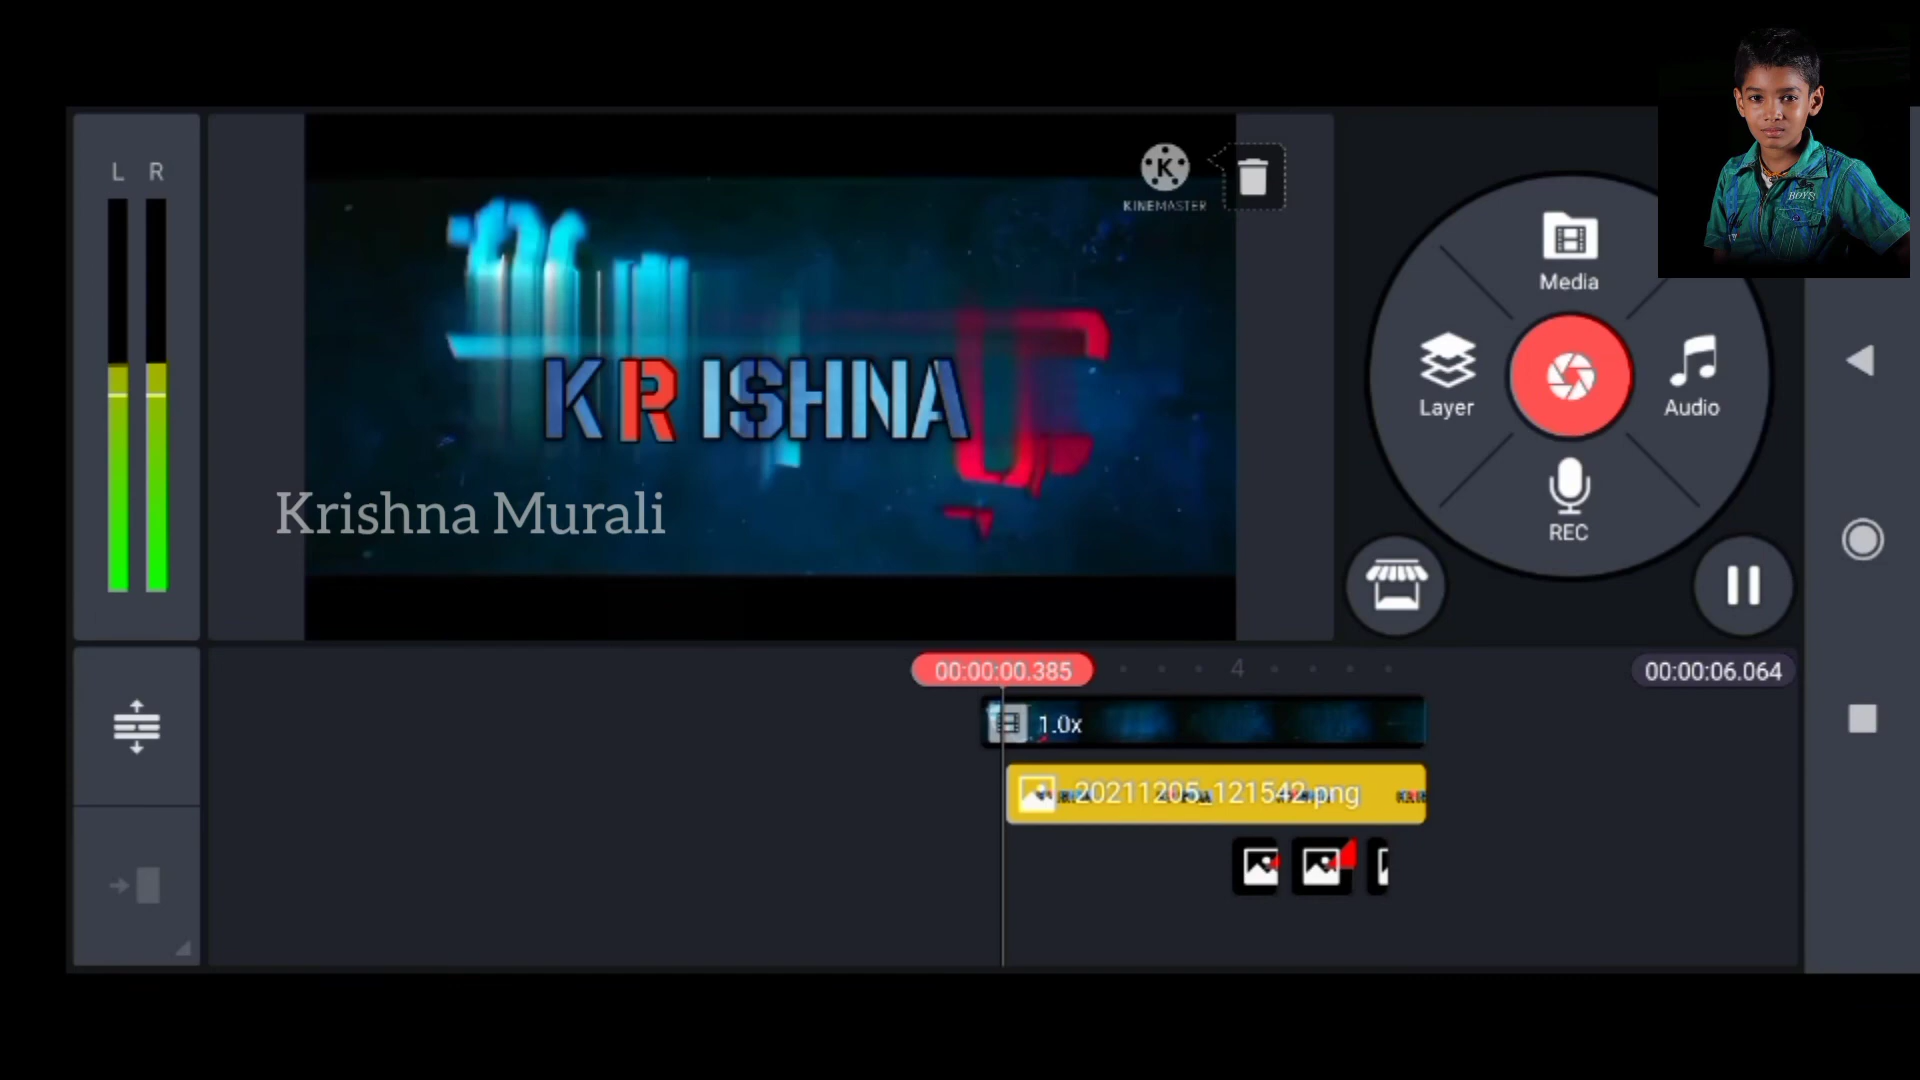 L R
K
KINEMASTER
BOYS
Media
KRISHNA
Layer
Audio
Krishna Murali
REC
00:00:00.385
4
00:00:06.064
1.0x
20211205_121542.png